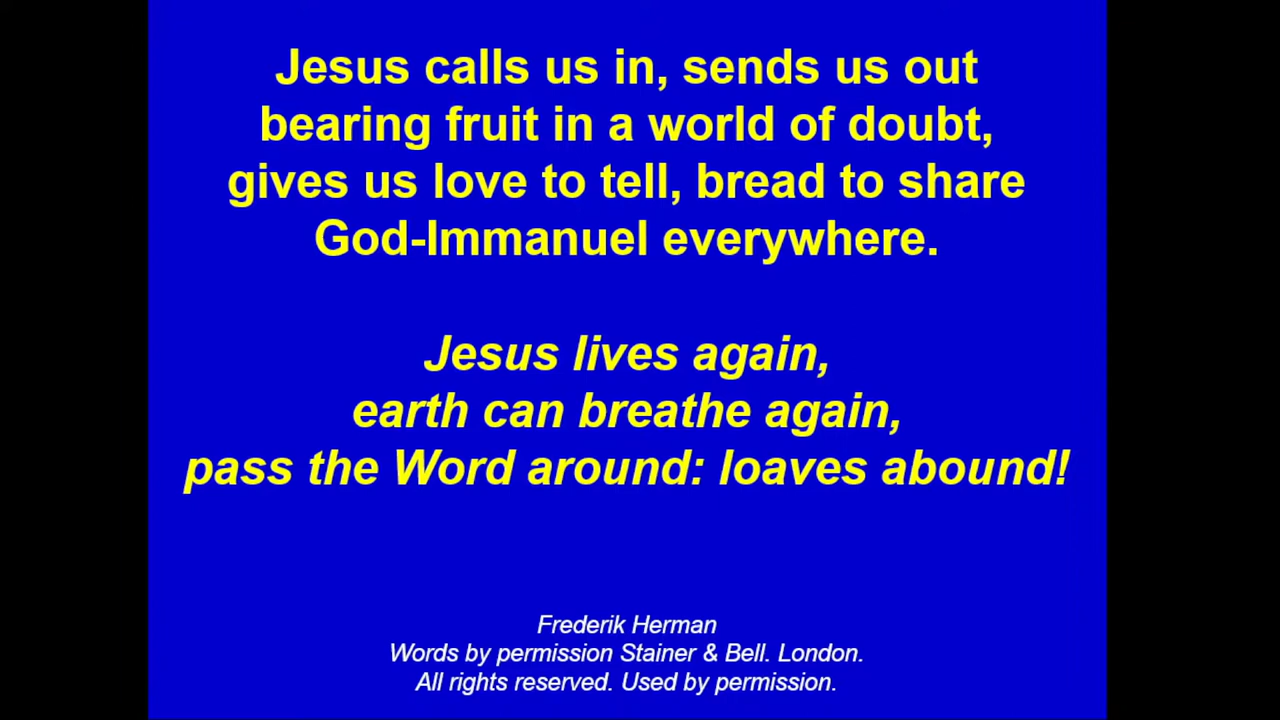 Jesus calls us in, sends us out
bearing fruit in a world of doubt,
gives us love to tell, bread to share
God-Immanuel everywhere.
Jesus lives again,
earth can breathe again,
pass the Word around: loaves abound!
Frederik Herman
Words by permission Stainer & Bell. London.
All rights reserved. Used by permission.